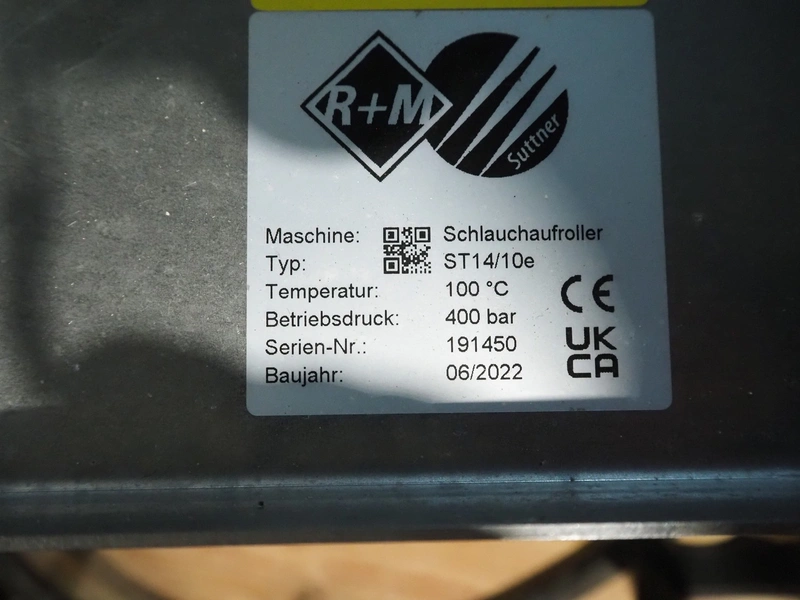 R+M
Suttner
Maschine: Schlauchaufroller
Typ: ST14/10e
Temperatur: 100 °C
Betriebsdruck: 400 bar
Serien-Nr.: 191450
Baujahr: 06/2022
CE
UK
CA